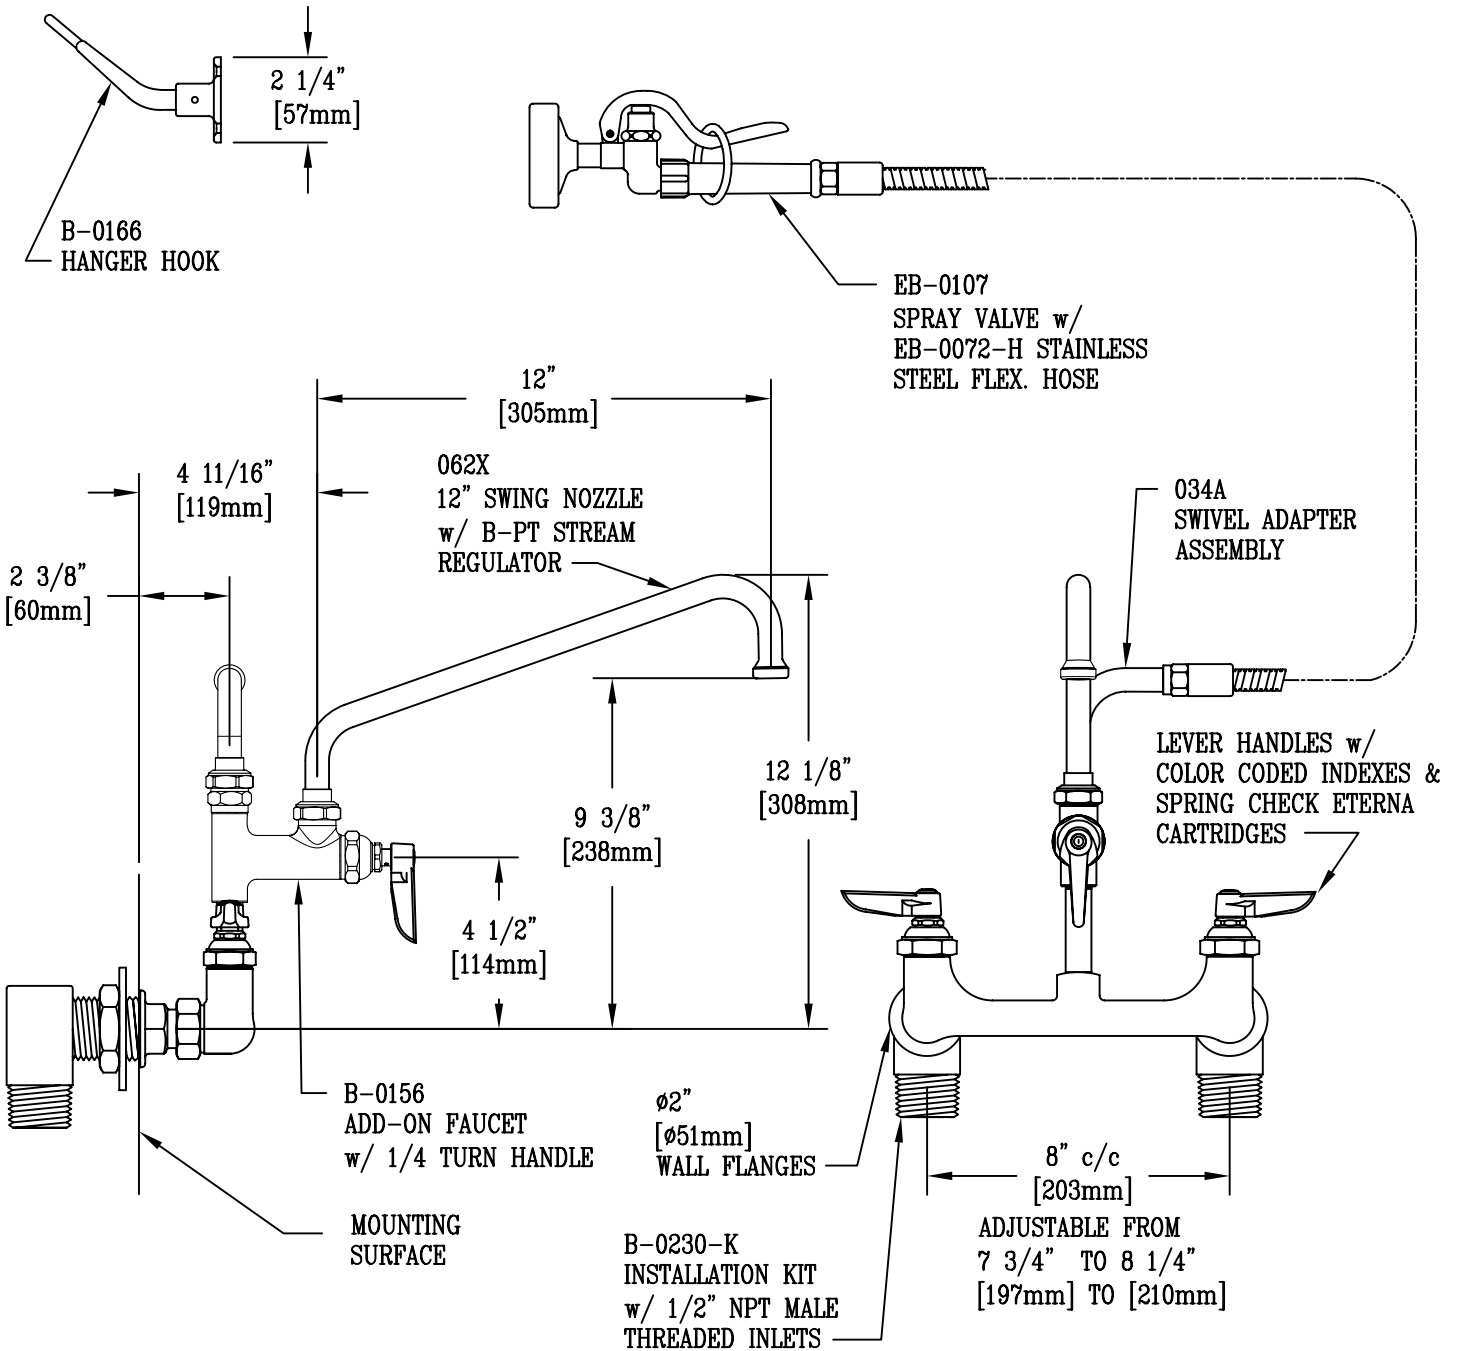 2 1/4"
[57mm]
B-0166
HANGER HOOK
EB-0107
SPRAY VALVE w/
EB-0072-H STAINLESS
STEEL FLEX. HOSE
12"
[305mm]
4 11/16"
[119mm]
062X
12" SWING NOZZLE
w/ B-PT STREAM
REGULATOR
034A
SWIVEL ADAPTER
ASSEMBLY
2 3/8"
[60mm]
LEVER HANDLES w/
COLOR CODED INDEXES &
SPRING CHECK ETERNA
CARTRIDGES
12 1/8"
[308mm]
9 3/8"
[238mm]
4 1/2"
[114mm]
B-0156
ADD-ON FAUCET
w/ 1/4 TURN HANDLE
MOUNTING
SURFACE
ø2"
[ø51mm]
WALL FLANGES
8" c/c
[203mm]
ADJUSTABLE FROM
7 3/4" TO 8 1/4"
[197mm] TO [210mm]
B-0230-K
INSTALLATION KIT
w/ 1/2" NPT MALE
THREADED INLETS